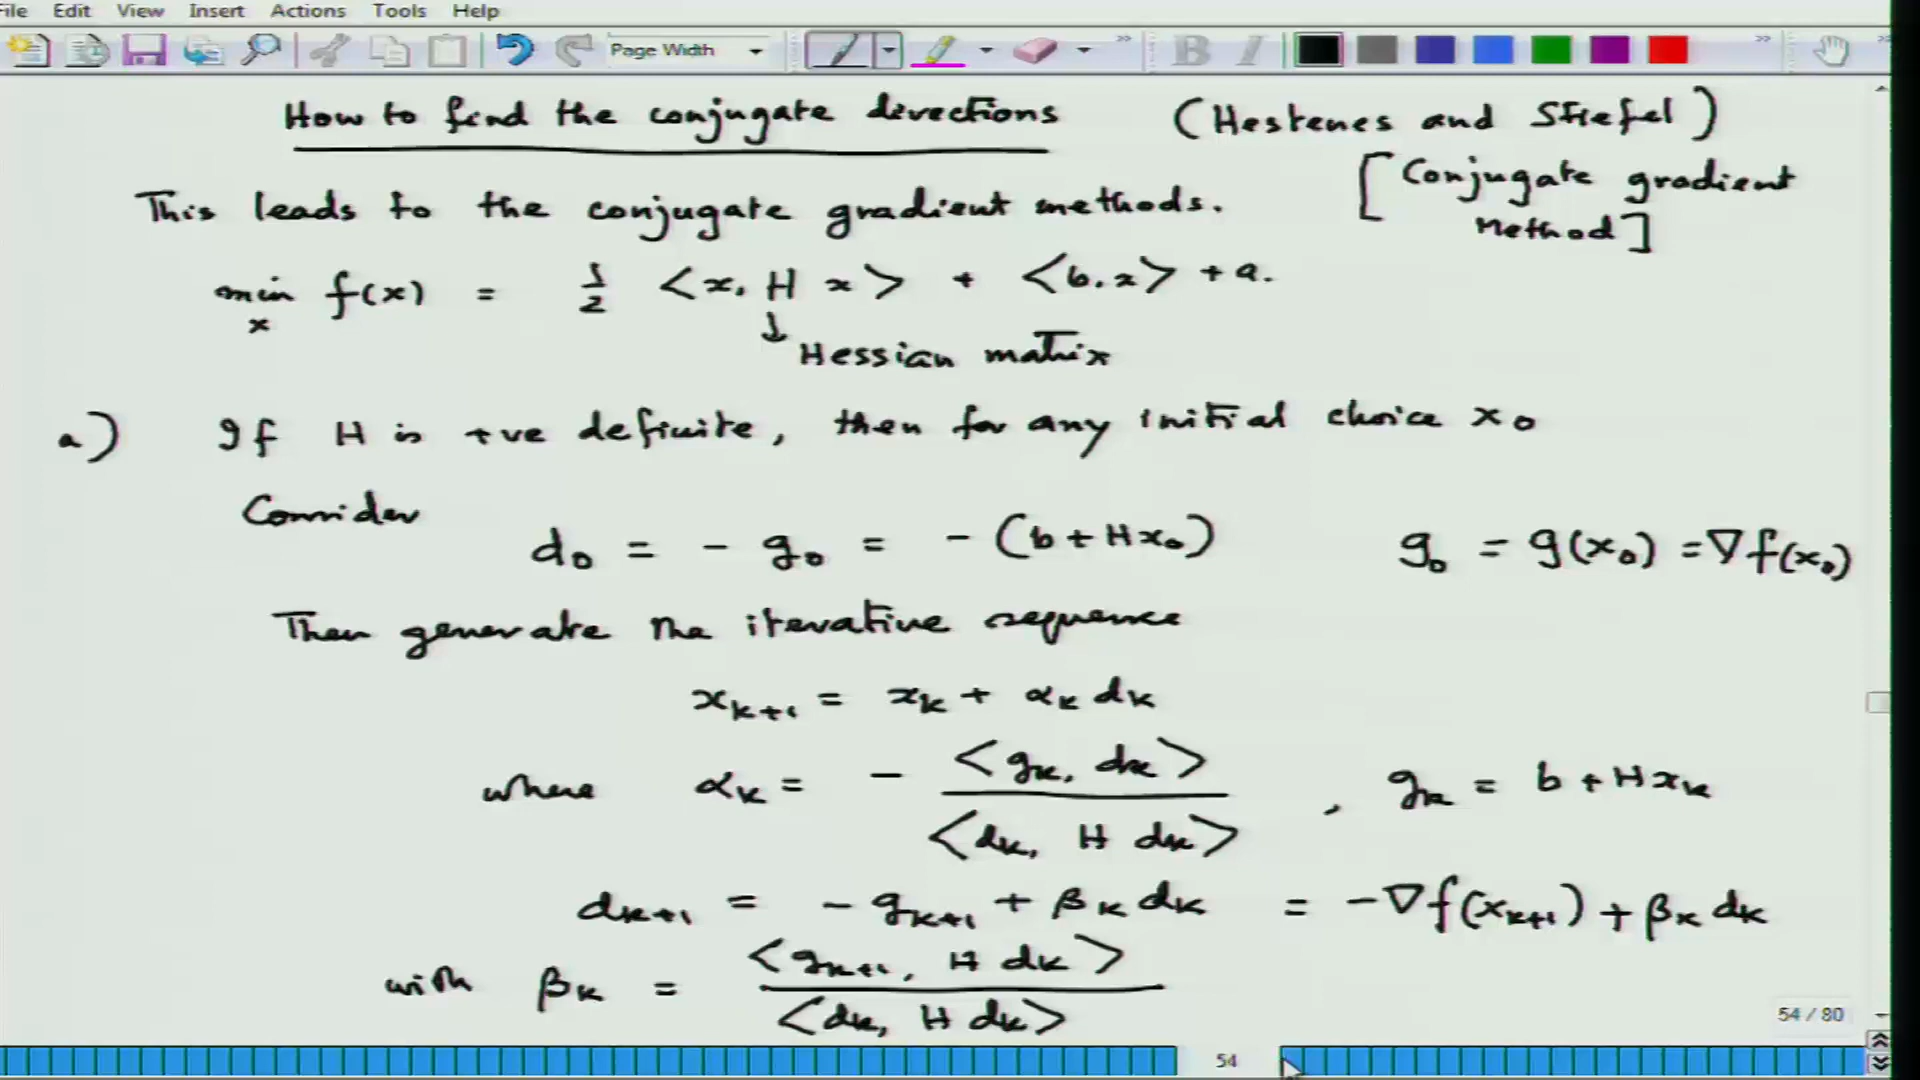 File Edit View Insert Actions Tools Help
Page Width B I
How to find the conjugate directions (Hestenes and Stiefel)
[Conjugate gradient
method]
This leads to the conjugate gradient methods.
min f(x) = 1/2 <x, H x> + <b, x> + a.
x
↓
Hessian matrix
a) If H is +ve definite, then for any initial choice x₀
Consider
d₀ = - g₀ = - (b + Hx₀) g₀ = g(x₀) = ∇f(x₀)
Then generate the iterative sequence
xₖ₊₁ = xₖ + αₖ dₖ
where αₖ = - <gₖ, dₖ> / <dₖ, H dₖ> , gₖ = b + Hxₖ
dₖ₊₁ = - gₖ₊₁ + βₖ dₖ = -∇f(xₖ₊₁) + βₖ dₖ
with βₖ = <gₖ₊₁, H dₖ> / <dₖ, H dₖ>
54 / 80
54